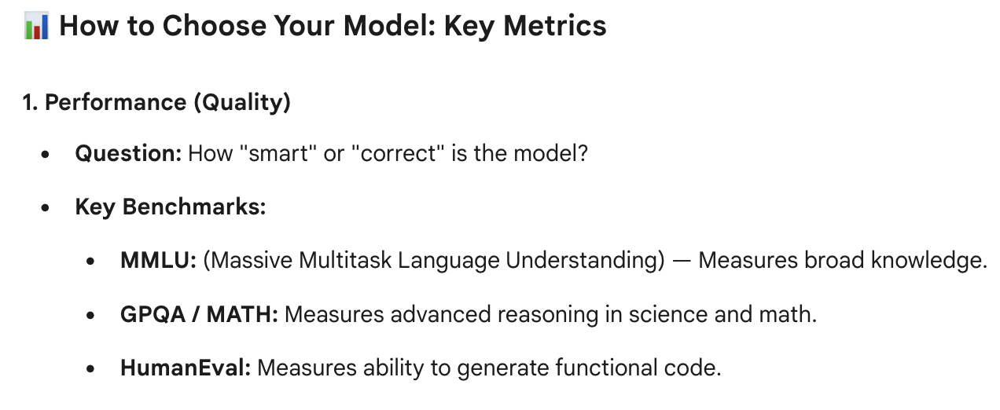 📊 How to Choose Your Model: Key Metrics
1. Performance (Quality)
• Question: How "smart" or "correct" is the model?
• Key Benchmarks:
• MMLU: (Massive Multitask Language Understanding) — Measures broad knowledge.
• GPQA / MATH: Measures advanced reasoning in science and math.
• HumanEval: Measures ability to generate functional code.